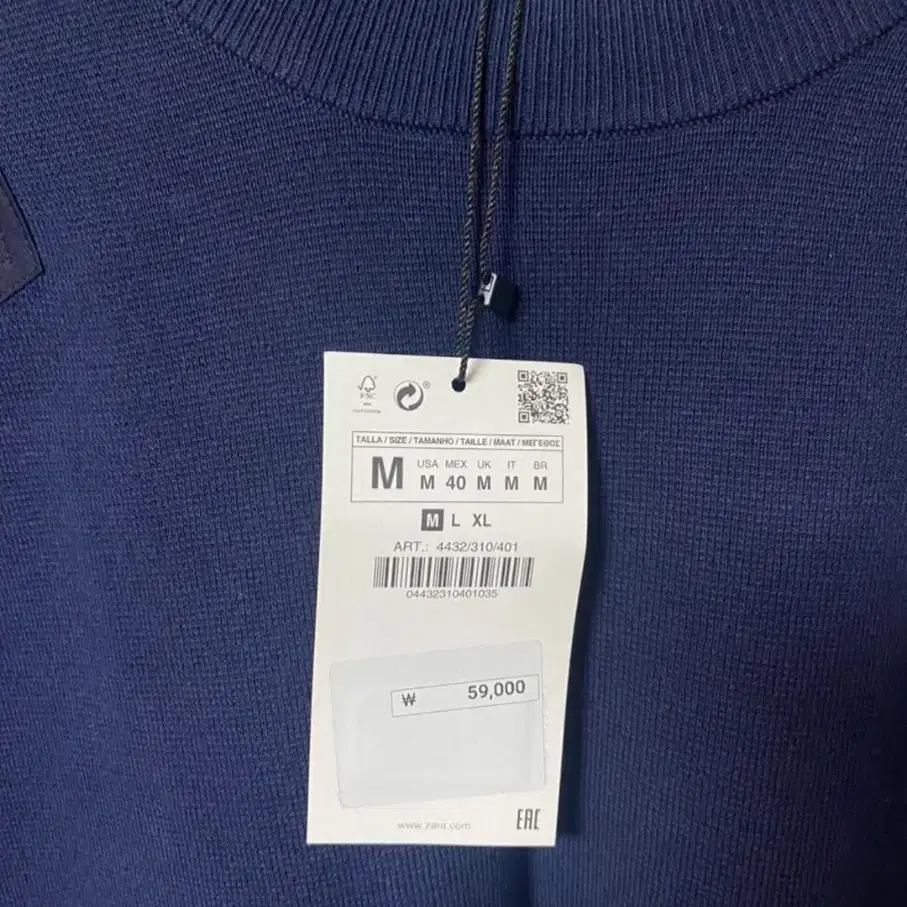 FSC
TALLA / SIZE / TAMANHO / TAILLE / MAAT / ΜΕΓΕΘΟΣ
M
USA MEX UK IT BR
M 40 M M M
M L XL
ART.: 4432/310/401
04432310401035
₩ 59,000
www.zara.com
EAC